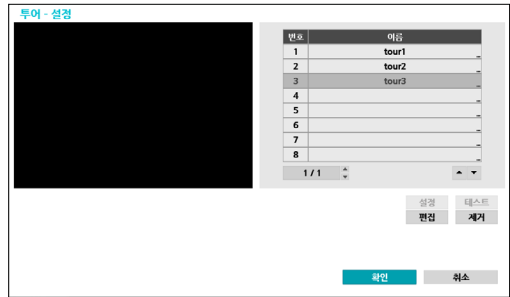 투어 - 설정
번호 이름
1 tour1
2 tour2
3 tour3
4
5
6
7
8
1 / 1
설정 테스트
편집 제거
확인 취소